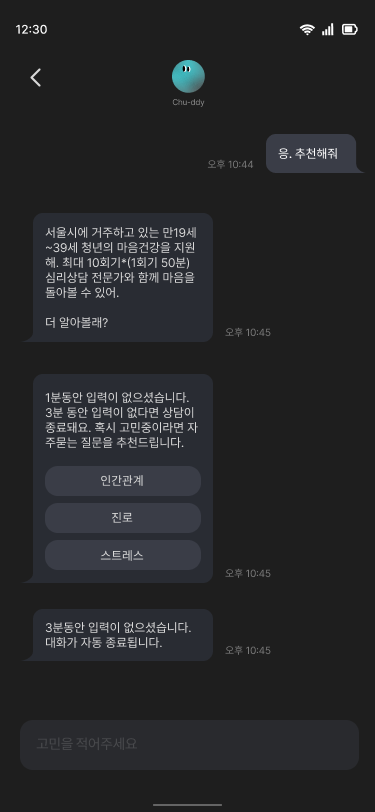 12:30
Chu-ddy
응. 추천해줘
오후 10:44
서울시에 거주하고 있는 만19세
~39세 청년의 마음건강을 지원
해. 최대 10회기*(1회기 50분)
심리상담 전문가와 함께 마음을
돌아볼 수 있어.
더 알아볼래?
오후 10:45
1분동안 입력이 없으셨습니다.
3분 동안 입력이 없다면 상담이
종료돼요. 혹시 고민중이라면 자
주묻는 질문을 추천드립니다.
인간관계
진로
스트레스
오후 10:45
3분동안 입력이 없으셨습니다.
대화가 자동 종료됩니다.
오후 10:45
고민을 적어주세요